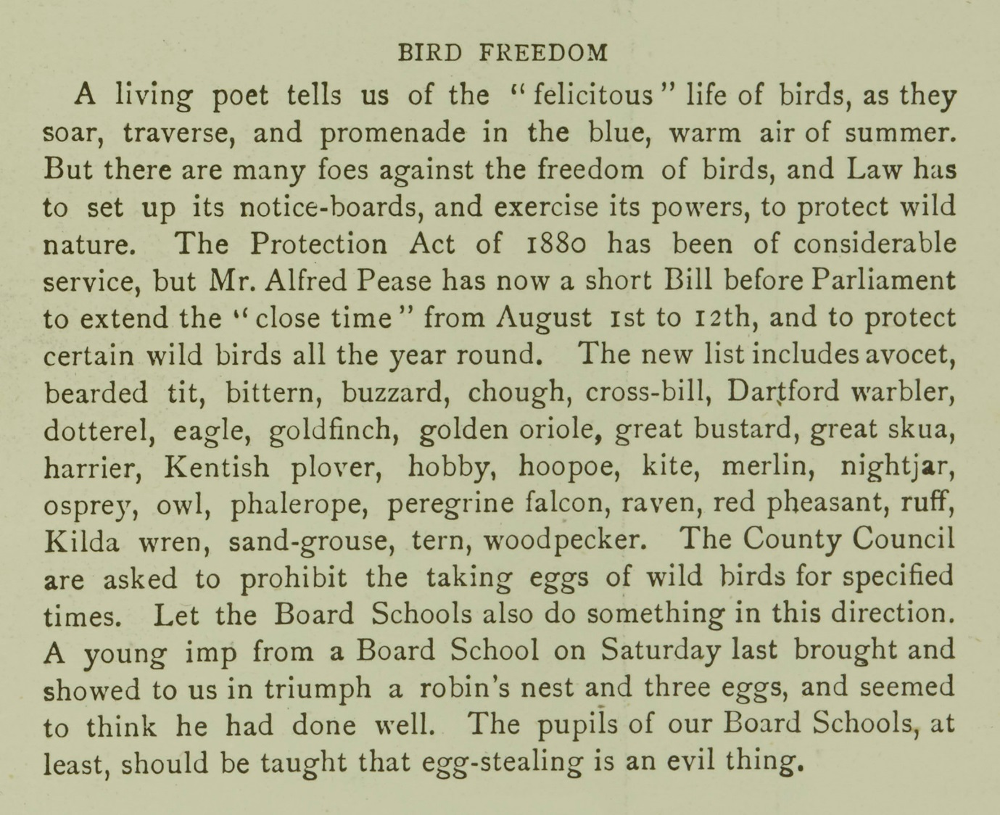 BIRD FREEDOM
A living poet tells us of the “felicitous” life of birds, as they
soar, traverse, and promenade in the blue, warm air of summer.
But there are many foes against the freedom of birds, and Law has
to set up its notice-boards, and exercise its powers, to protect wild
nature. The Protection Act of 1880 has been of considerable
service, but Mr. Alfred Pease has now a short Bill before Parliament
to extend the “close time” from August 1st to 12th, and to protect
certain wild birds all the year round. The new list includes avocet,
bearded tit, bittern, buzzard, chough, cross-bill, Dartford warbler,
dotterel, eagle, goldfinch, golden oriole, great bustard, great skua,
harrier, Kentish plover, hobby, hoopoe, kite, merlin, nightjar,
osprey, owl, phalerope, peregrine falcon, raven, red pheasant, ruff,
Kilda wren, sand-grouse, tern, woodpecker. The County Council
are asked to prohibit the taking eggs of wild birds for specified
times. Let the Board Schools also do something in this direction.
A young imp from a Board School on Saturday last brought and
showed to us in triumph a robin's nest and three eggs, and seemed
to think he had done well. The pupils of our Board Schools, at
least, should be taught that egg-stealing is an evil thing.